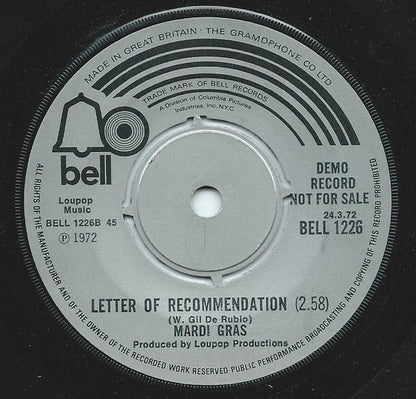 MADE IN GREAT BRITAIN · THE GRAMOPHONE CO LTD
TRADE MARK OF BELL RECORDS
A Division of Columbia Pictures
Industries, Inc. N.Y.C.
bell
DEMO
RECORD
NOT FOR SALE
24.3.72
BELL 1226
Loupop
Music
BELL 1226B 45
Ⓟ 1972
LETTER OF RECOMMENDATION (2.58)
(W. Gil De Rubio)
MARDI GRAS
Produced by Loupop Productions
ALL RIGHTS OF THE MANUFACTURER AND OF THE OWNER OF THE RECORDED WORK RESERVED·PUBLIC PERFORMANCE BROADCASTING AND COPYING OF THIS RECORD PROHIBITED